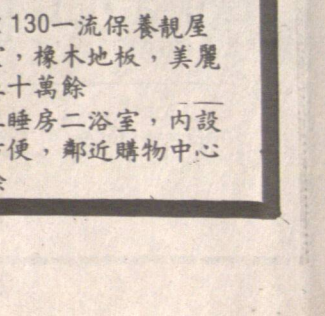 130一流保養靚屋
，橡木地板，美麗
十萬餘
睡房二浴室，內設
便，鄰近購物中心